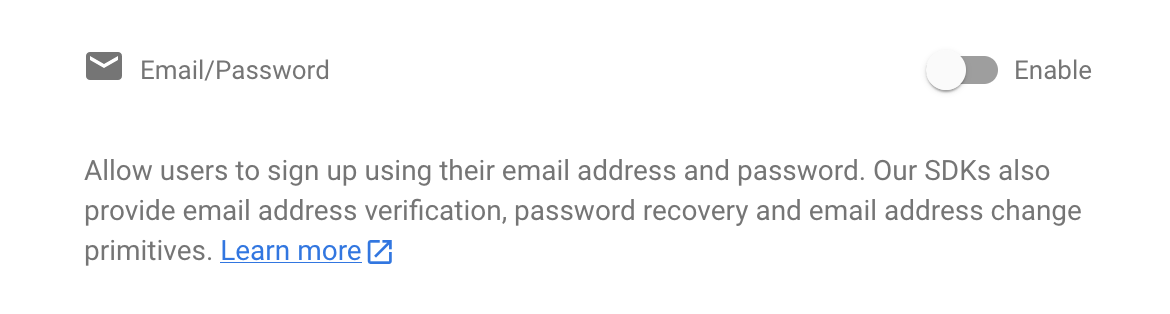 Email/Password
Enable
Allow users to sign up using their email address and password. Our SDKs also
provide email address verification, password recovery and email address change
primitives. Learn more